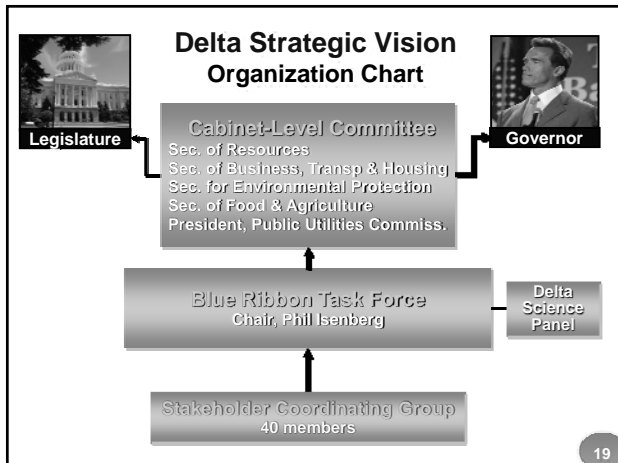 Delta Strategic Vision
Organization Chart
Legislature
Governor
Cabinet-Level Committee
Sec. of Resources
Sec. of Business, Transp & Housing
Sec. for Environmental Protection
Sec. of Food & Agriculture
President, Public Utilities Commiss.
Blue Ribbon Task Force
Chair, Phil Isenberg
Delta
Science
Panel
Stakeholder Coordinating Group
40 members
19